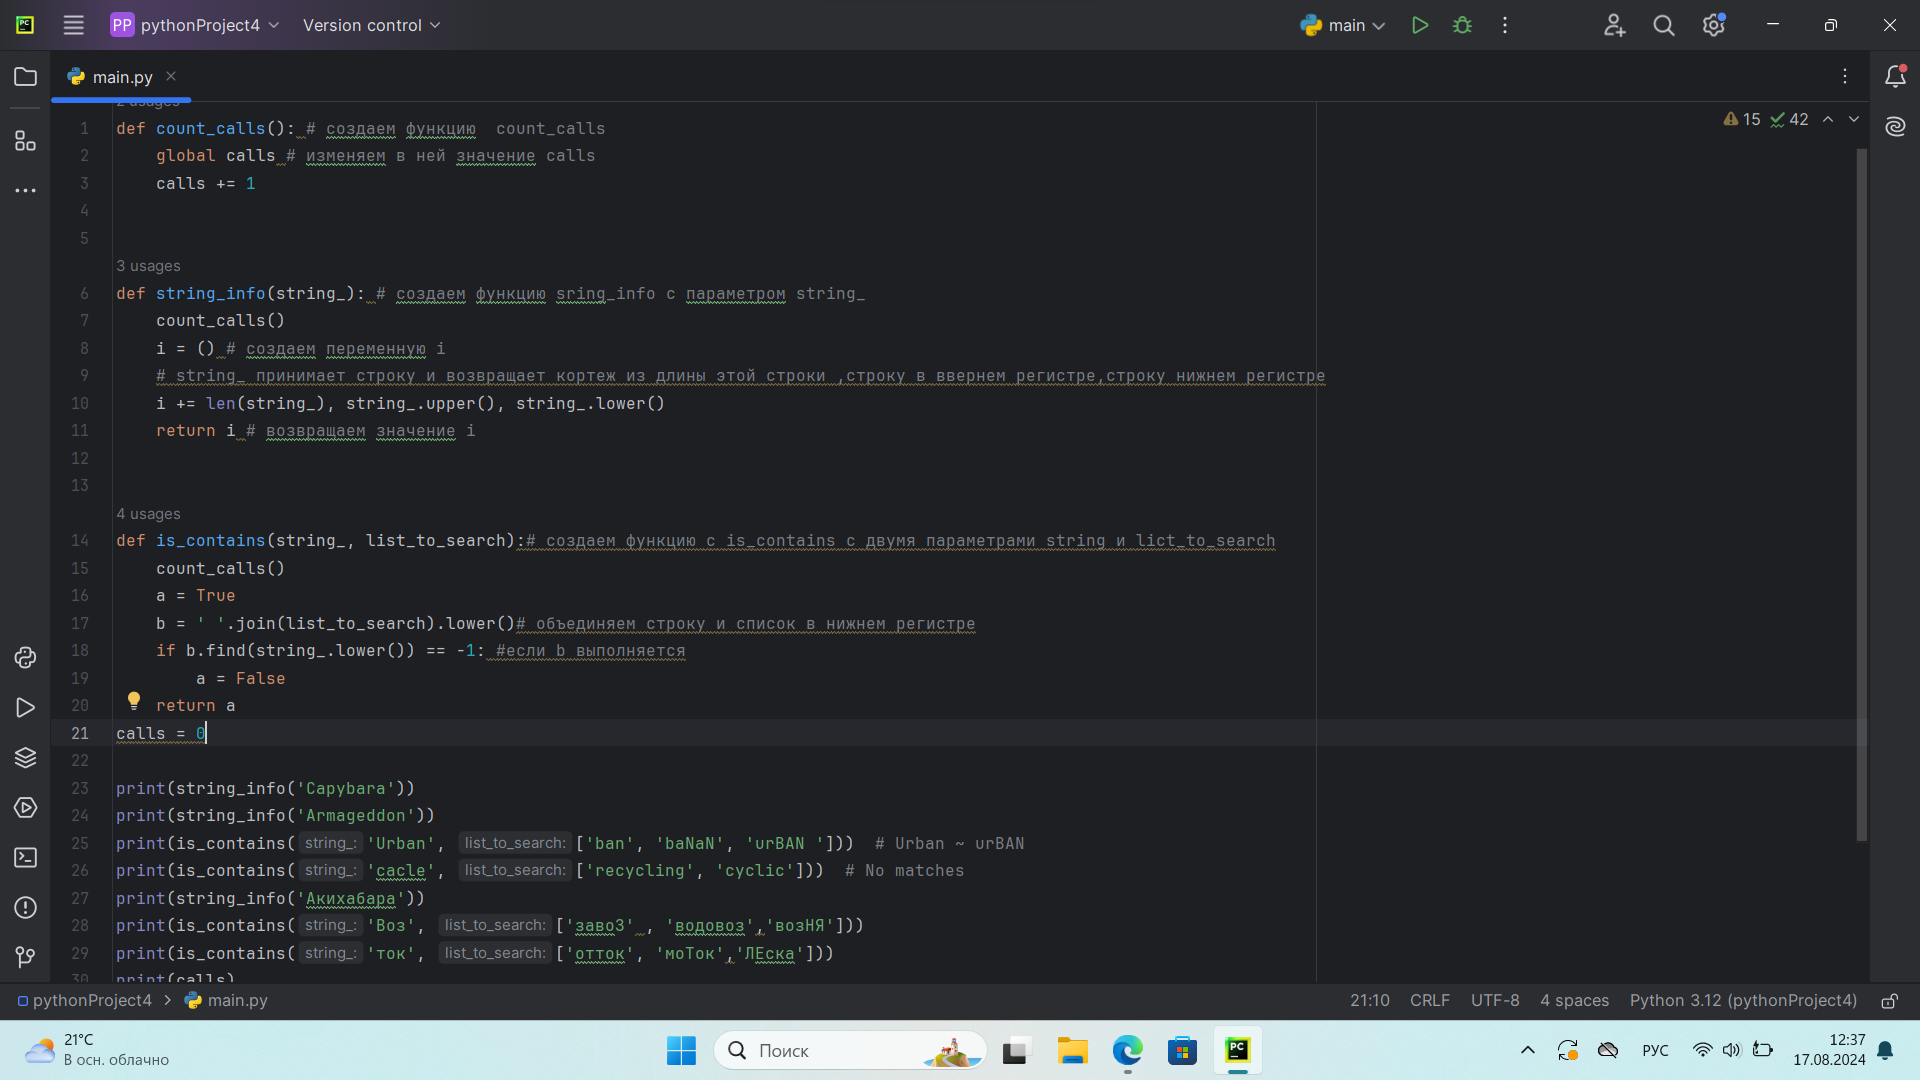 PP pythonProject4 Version control main
main.py
2 usages
1 def count_calls(): # создаем функцию  count_calls
2 global calls # изменяем в ней значение calls
3 calls += 1
4
5
3 usages
6 def string_info(string_): # создаем функцию sring_info с параметром string_
7 count_calls()
8 i = () # создаем переменную i
9 # string_ принимает строку и возвращает кортеж из длины этой строки ,строку в ввернем регистре,строку нижнем регистре
10 i += len(string_), string_.upper(), string_.lower()
11 return i # возвращаем значение i
12
13
4 usages
14 def is_contains(string_, list_to_search):# создаем функцию с is_contains с двумя параметрами string и lict_to_search
15 count_calls()
16 a = True
17 b = ' '.join(list_to_search).lower()# объединяем строку и список в нижнем регистре
18 if b.find(string_.lower()) == -1: #если b выполняется
19 a = False
20 return a
21 calls = 0
22
23 print(string_info('Capybara'))
24 print(string_info('Armageddon'))
25 print(is_contains( string_: 'Urban', list_to_search: ['ban', 'baNaN', 'urBAN ']))  # Urban ~ urBAN
26 print(is_contains( string_: 'cacle', list_to_search: ['recycling', 'cyclic']))  # No matches
27 print(string_info('Акихабара'))
28 print(is_contains( string_: 'Воз', list_to_search: ['завоЗ' , 'водовоз','возНЯ']))
29 print(is_contains( string_: 'ток', list_to_search: ['отток', 'моТок','ЛЕска']))
30 print(calls)
15 42
pythonProject4 > main.py 21:10 CRLF UTF-8 4 spaces Python 3.12 (pythonProject4)
21°C
В осн. облачно
Поиск
РУС
12:37
17.08.2024